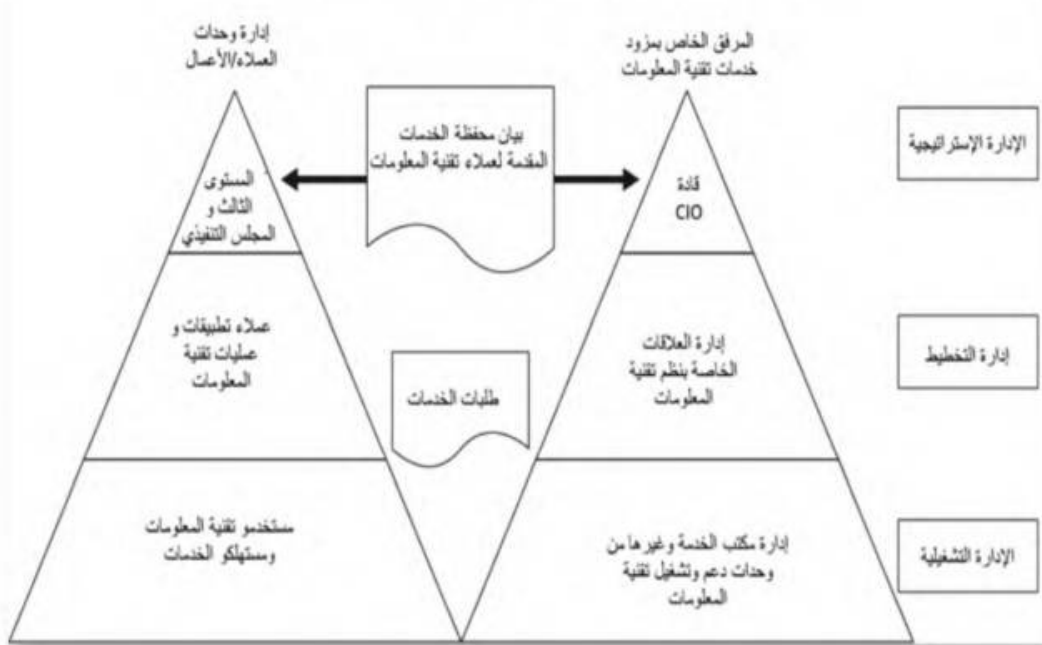 المرفق الخاص بمزود
خدمات تقنية المعلومات
إدارة وحدات
العملاء/الأعمال
الإدارة الإستراتيجية
قادة
CIO
بيان محفظة الخدمات
المقدمة لعملاء تقنية المعلومات
المستوى
الثالث و
المجلس التنفيذي
إدارة التخطيط
إدارة العلاقات
الخاصة بنظم تقنية
المعلومات
طلبات الخدمات
عملاء تطبيقات و
عمليات تقنية
المعلومات
الإدارة التشغيلية
إدارة مكتب الخدمة وغيرها من
وحدات دعم وتشغيل تقنية
المعلومات
مستخدمو تقنية المعلومات
ومستهلكو الخدمات